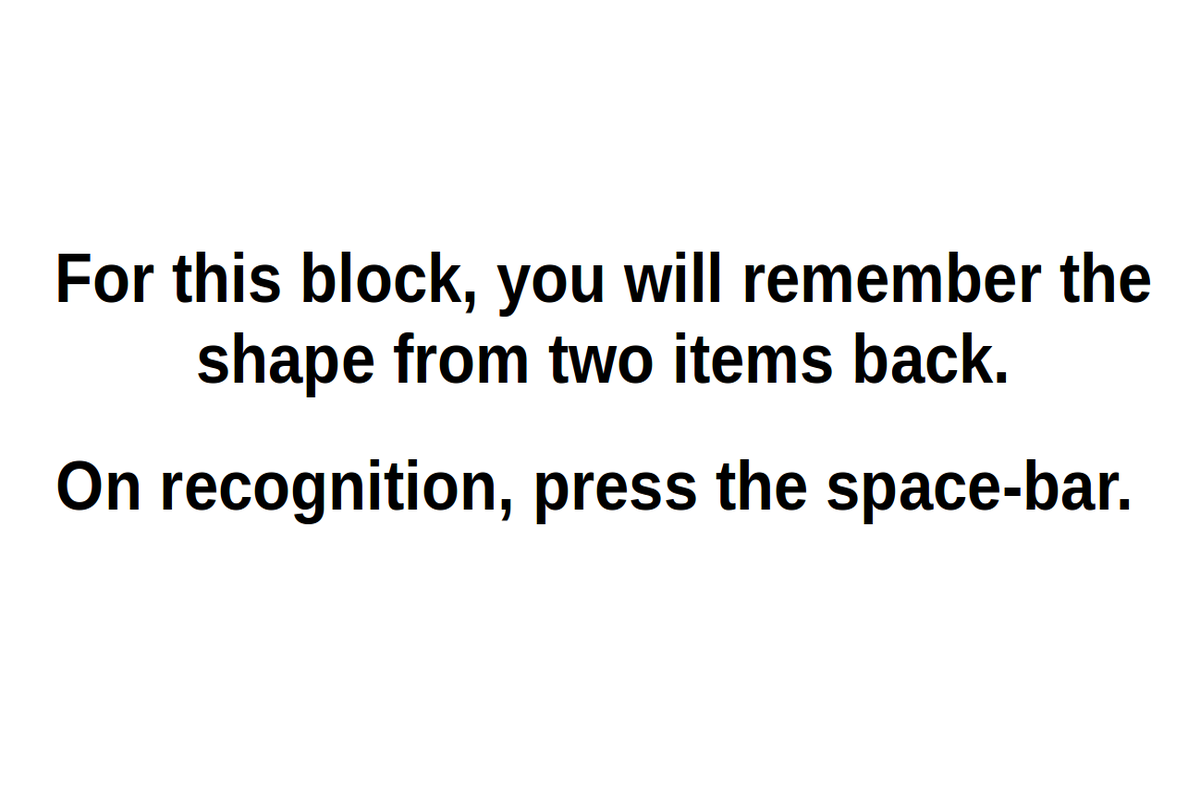 For this block, you will remember the
shape from two items back.
On recognition, press the space-bar.